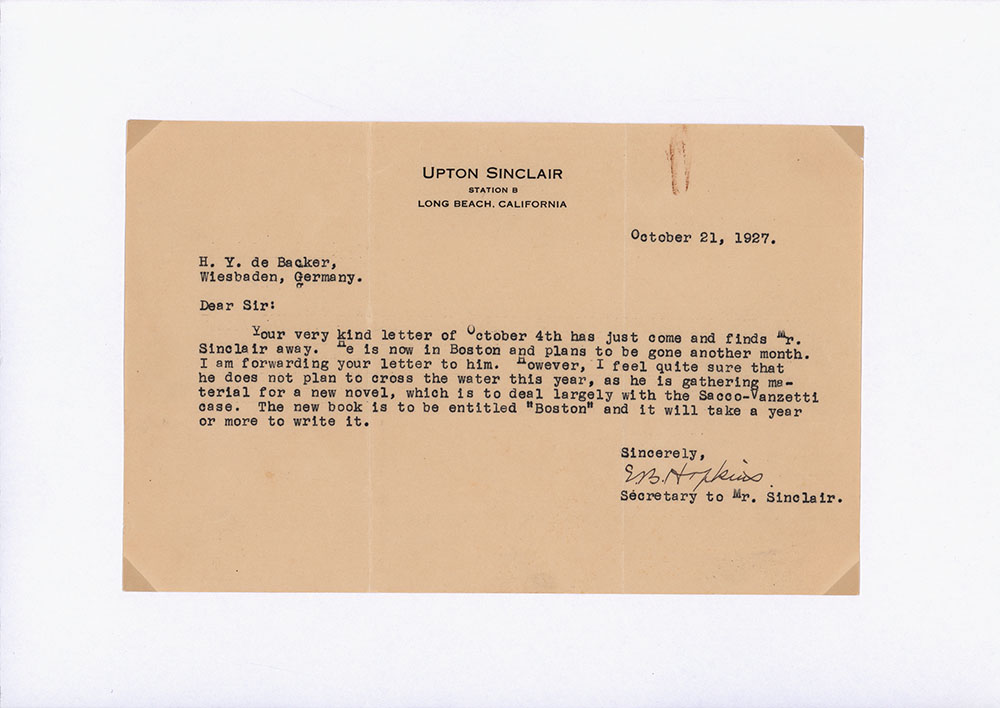 UPTON SINCLAIR
STATION B
LONG BEACH, CALIFORNIA
October 21, 1927.
H. Y. de Backer,
Wiesbaden, Germany.
Dear Sir:
Your very kind letter of October 4th has just come and finds Mr.
Sinclair away. He is now in Boston and plans to be gone another month.
I am forwarding your letter to him. However, I feel quite sure that
he does not plan to cross the water this year, as he is gathering ma-
terial for a new novel, which is to deal largely with the Sacco-Vanzetti
case. The new book is to be entitled "Boston" and it will take a year
or more to write it.
Sincerely,
E.B. Hopkins.
Secretary to Mr. Sinclair.